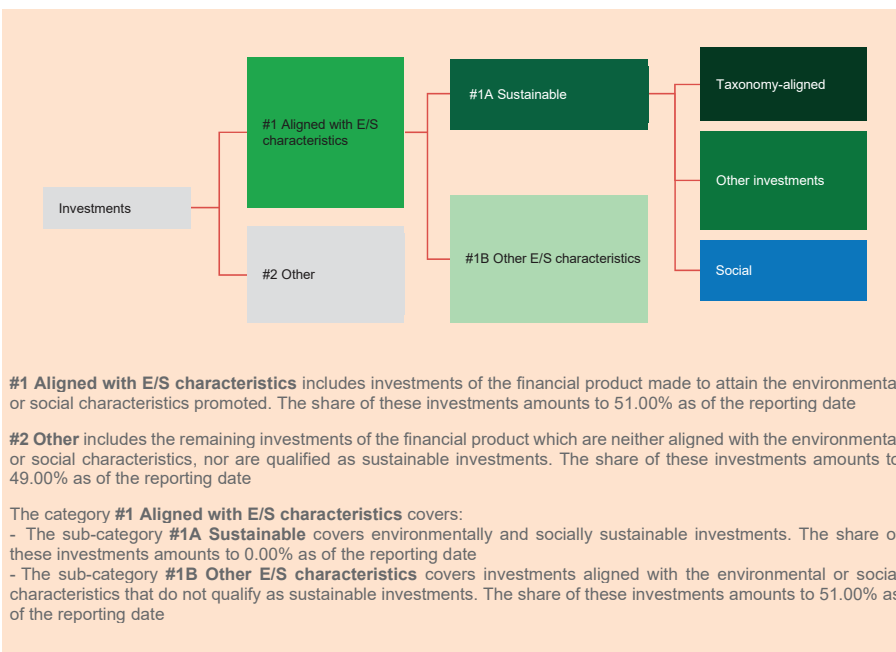 Taxonomy-aligned
#1A Sustainable
#1 Aligned with E/S
characteristics
Other investments
Investments
#1B Other E/S characteristics
#2 Other
Social
#1 Aligned with E/S characteristics includes investments of the financial product made to attain the environmenta
or social characteristics promoted. The share of these investments amounts to 51.00% as of the reporting date
#2 Other includes the remaining investments of the financial product which are neither aligned with the environmenta
or social characteristics, nor are qualified as sustainable investments. The share of these investments amounts to
49.00% as of the reporting date
The category #1 Aligned with E/S characteristics covers:
- The sub-category #1A Sustainable covers environmentally and socially sustainable investments. The share o
these investments amounts to 0.00% as of the reporting date
- The sub-category #1B Other E/S characteristics covers investments aligned with the environmental or socia
characteristics that do not qualify as sustainable investments. The share of these investments amounts to 51.00% as
of the reporting date